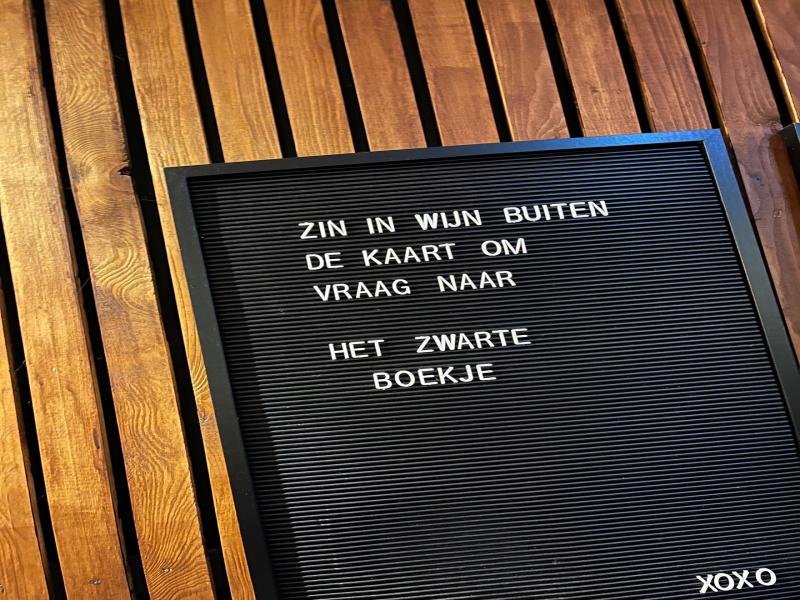 ZIN IN WIJN BUITEN
DE KAART OM
VRAAG NAAR
HET ZWARTE
BOEKJE
XOXO